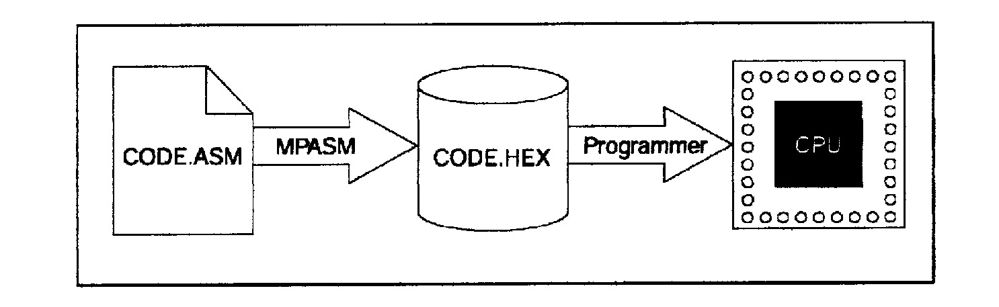 CODE.ASM
MPASM
CODE.HEX
Programmer
CPU